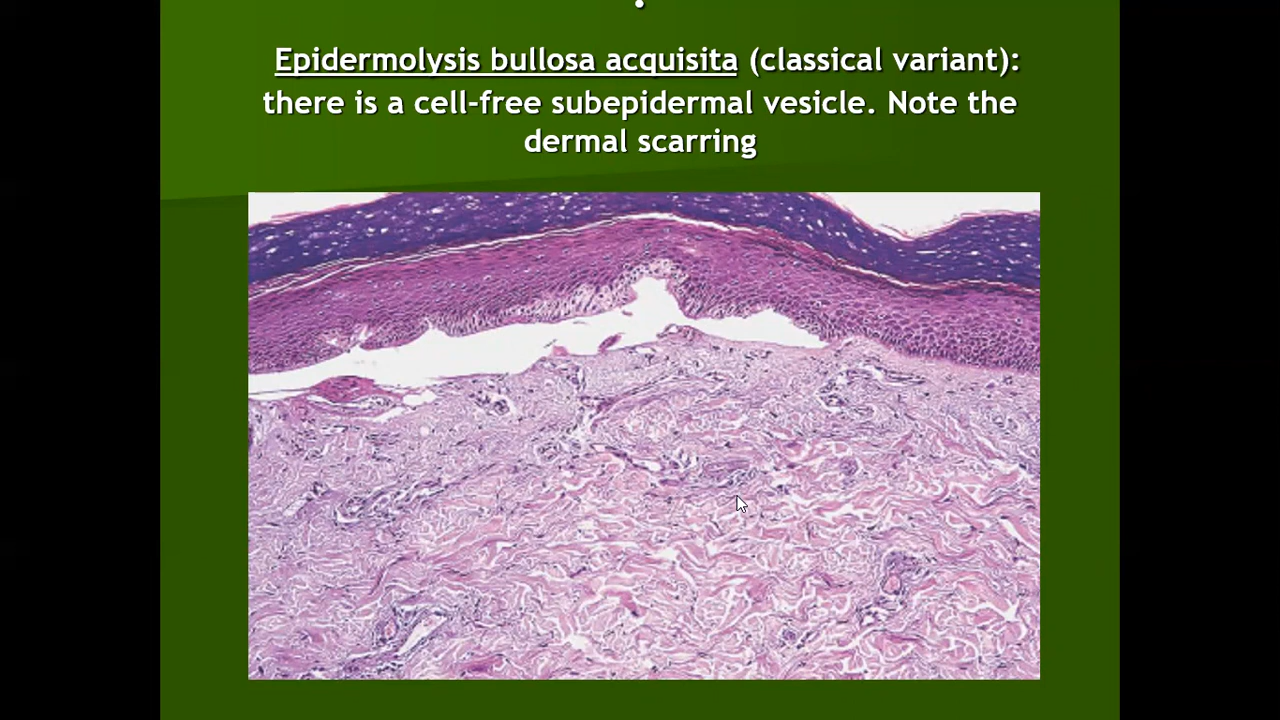 Epidermolysis bullosa acquisita (classical variant):
there is a cell-free subepidermal vesicle. Note the
dermal scarring